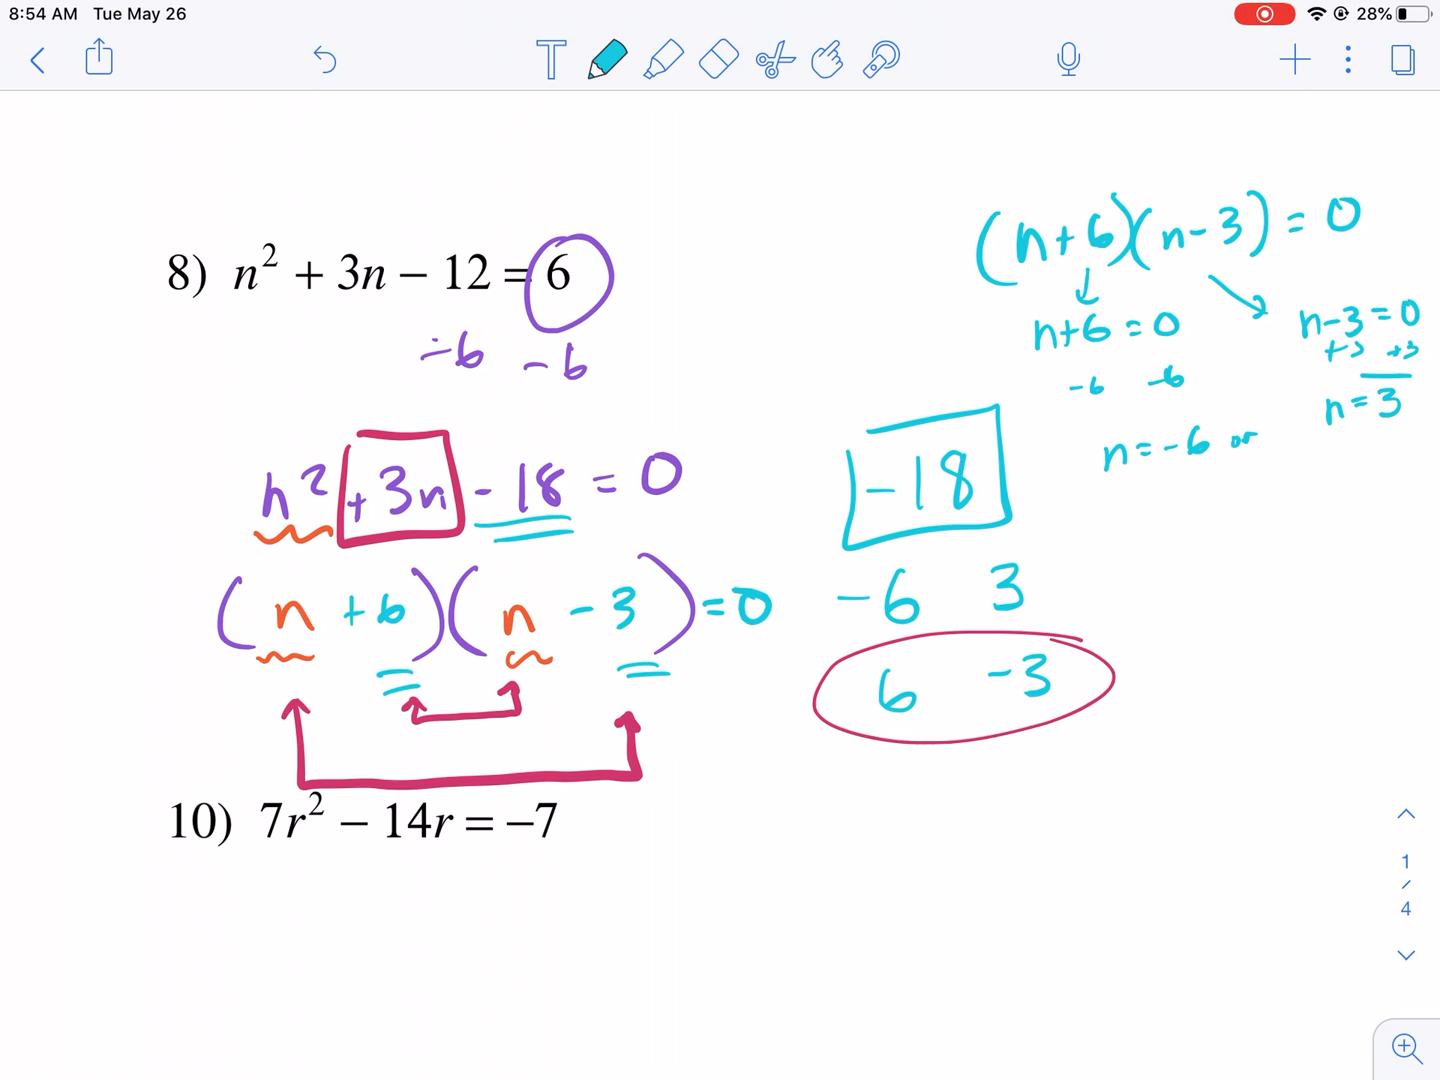 8:54 AM Tue May 26
28%
T
8) n² + 3n − 12 = 6
÷6 −6
n² + 3n - 18 = 0
(n + 6)(n - 3) = 0
(n+6)(n-3) = 0
n+6 = 0
-6 -6
n = -6 or
n-3 = 0
+3 +3
n = 3
-18
-6 3
6 -3
10) 7r² − 14r = −7
1
/
4